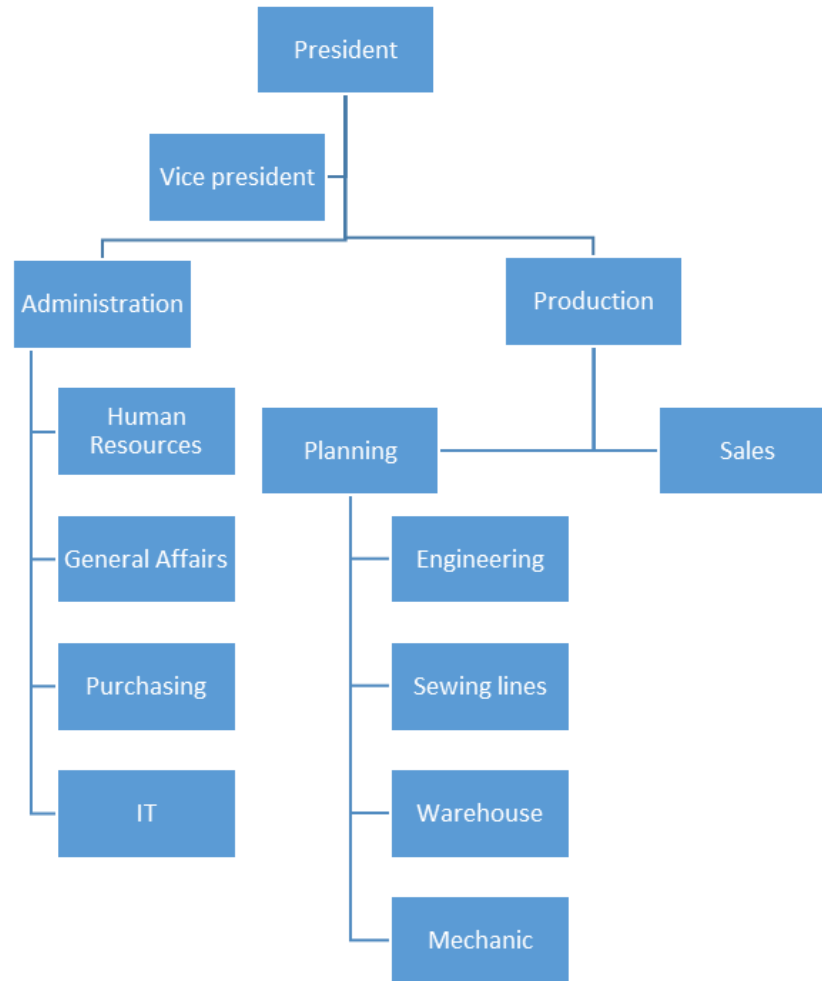 President
Vice president
Administration
Production
Human
Resources
Planning
Sales
General Affairs
Engineering
Purchasing
Sewing lines
IT
Warehouse
Mechanic